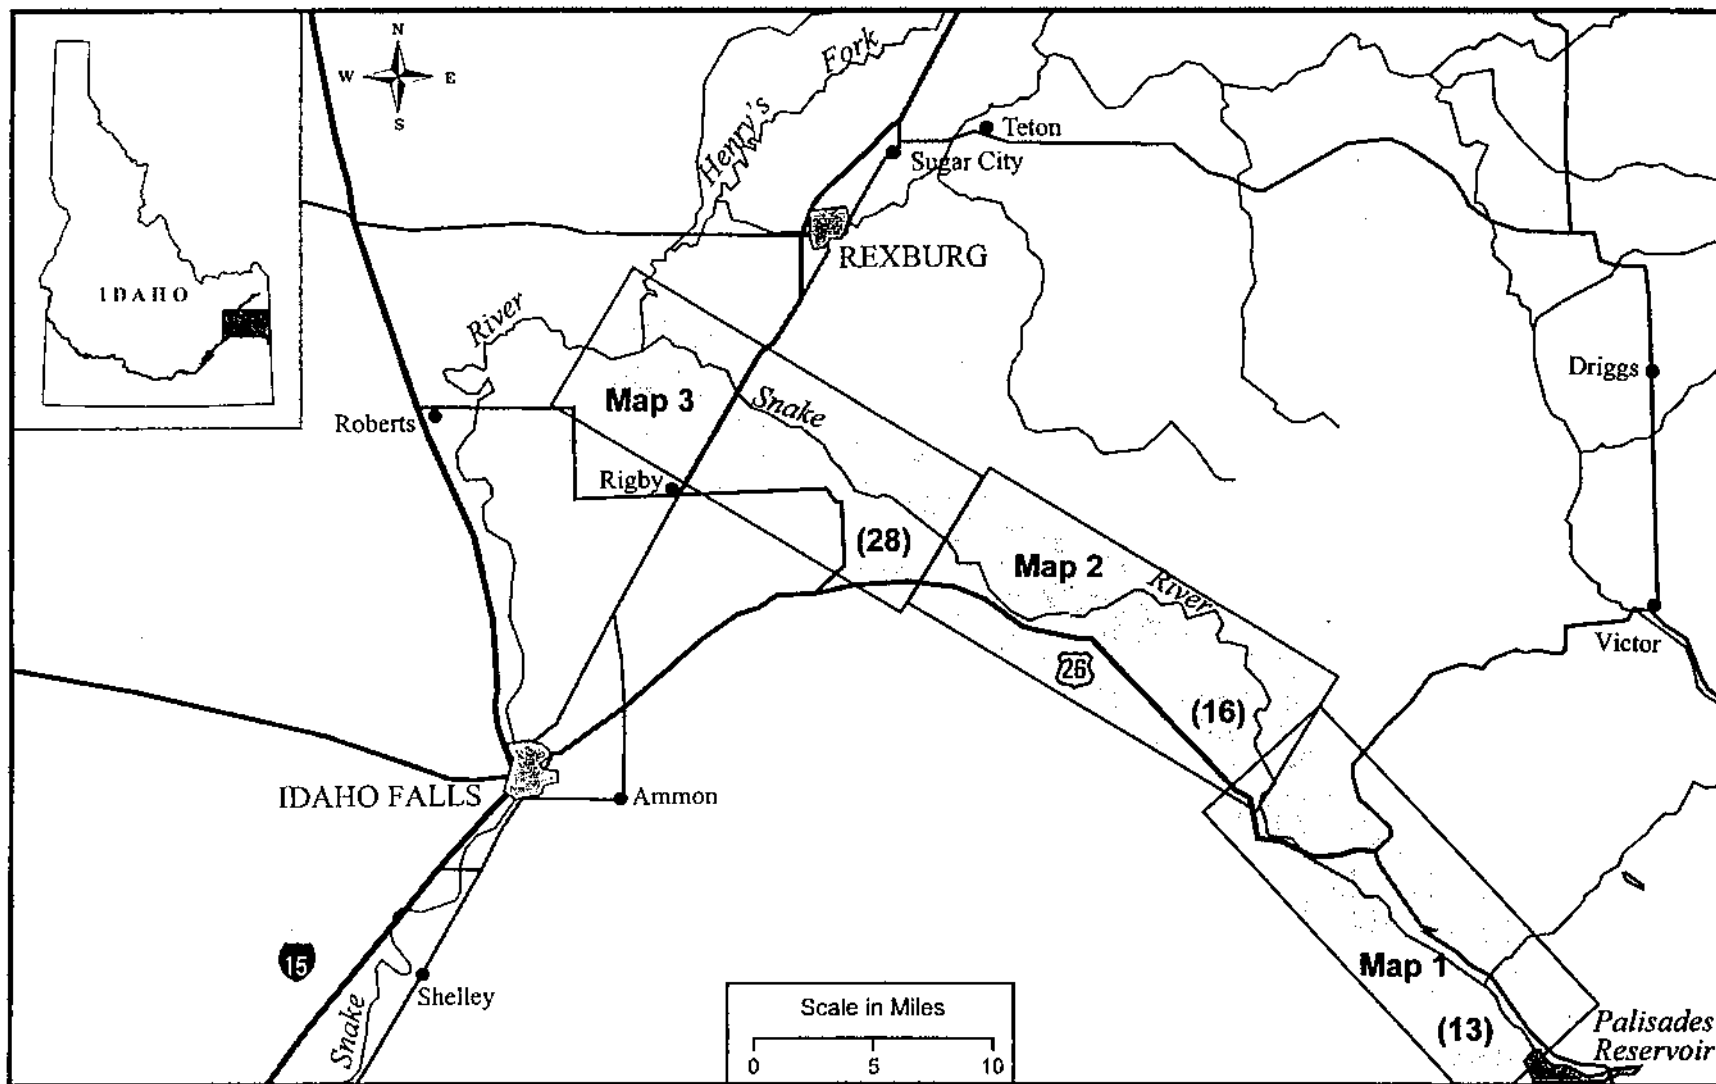 N
W E
S
Fork
Henry's
Teton
Sugar City
REXBURG
IDAHO
River
Driggs
Map 3
Snake
Roberts
Rigby
(28)
Map 2
River
Victor
26
(16)
IDAHO FALLS
Ammon
15
Map 1
Shelley
Snake
Scale in Miles
0 5 10
(13)
Palisades
Reservoir